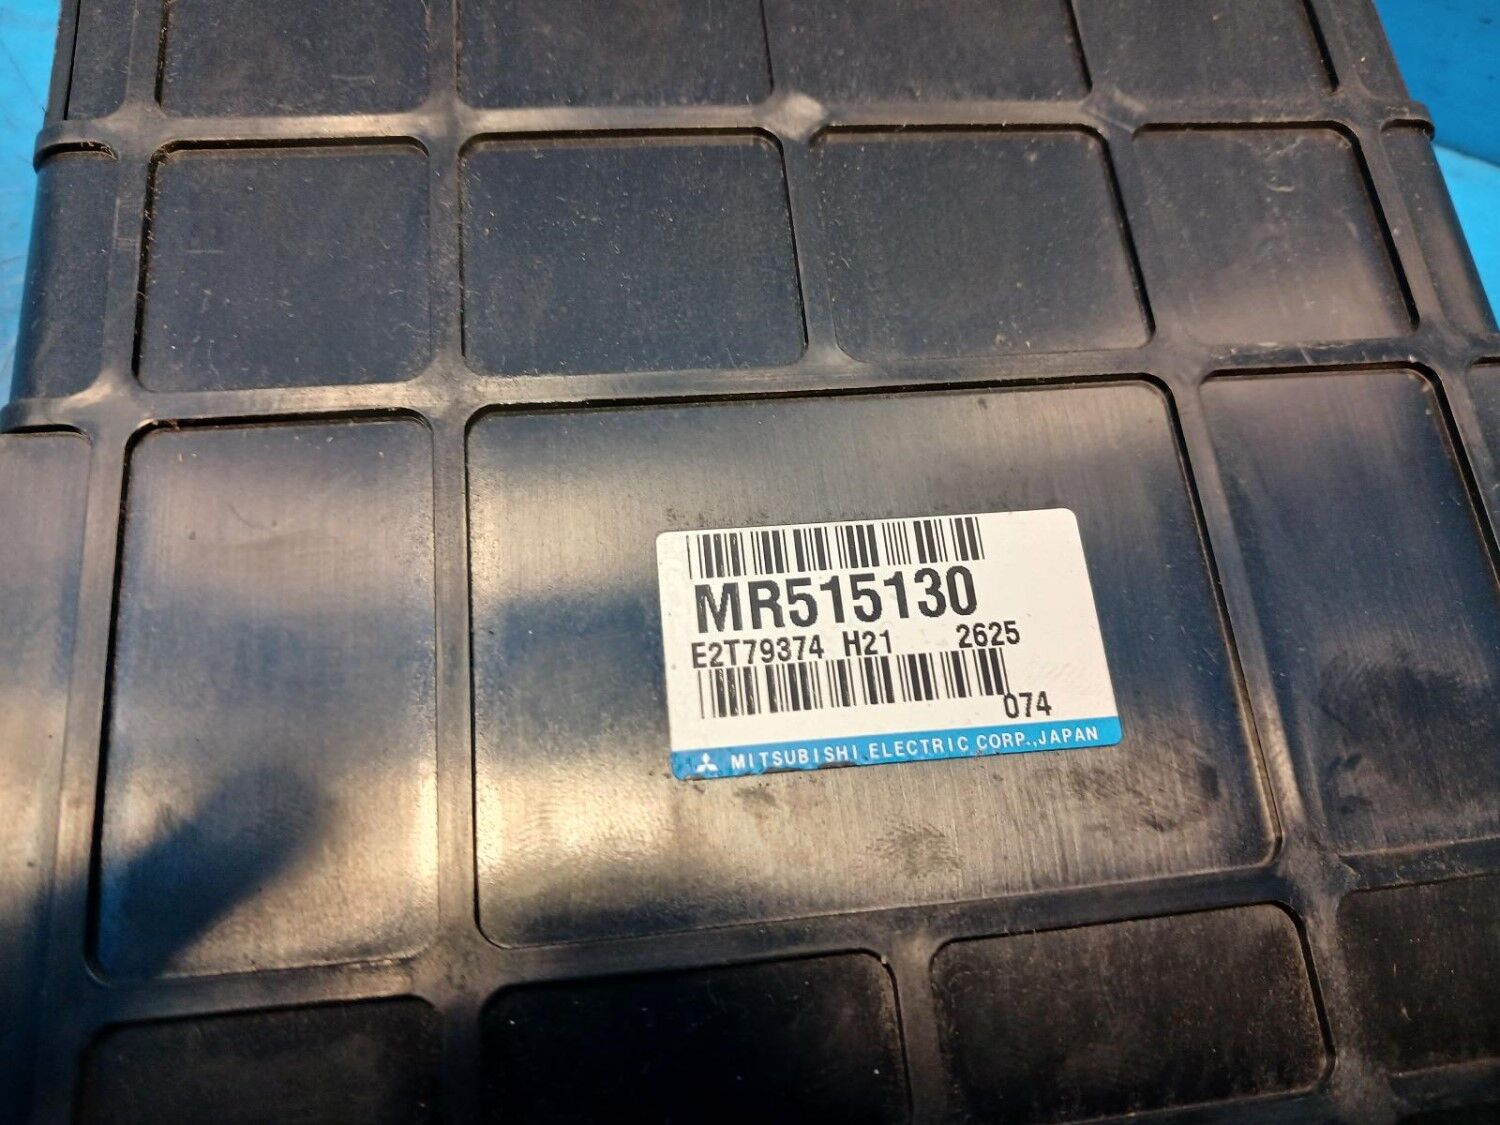 MR515130
E2T79374 H21 2625
074
MITSUBISHI ELECTRIC CORP.,JAPAN